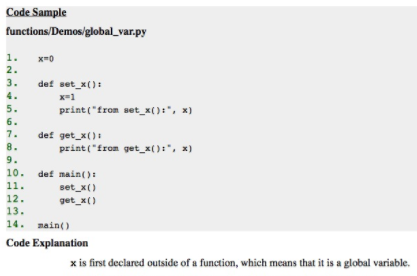 Code Sample
functions/Demos/global_var.py
1. x=0
2.
3. def set_x():
4. x=1
5. print("from set_x():", x)
6.
7. def get_x():
8. print("from get_x():", x)
9.
10. def main():
11. set_x()
12. get_x()
13.
14. main()
Code Explanation
x is first declared outside of a function, which means that it is a global variable.